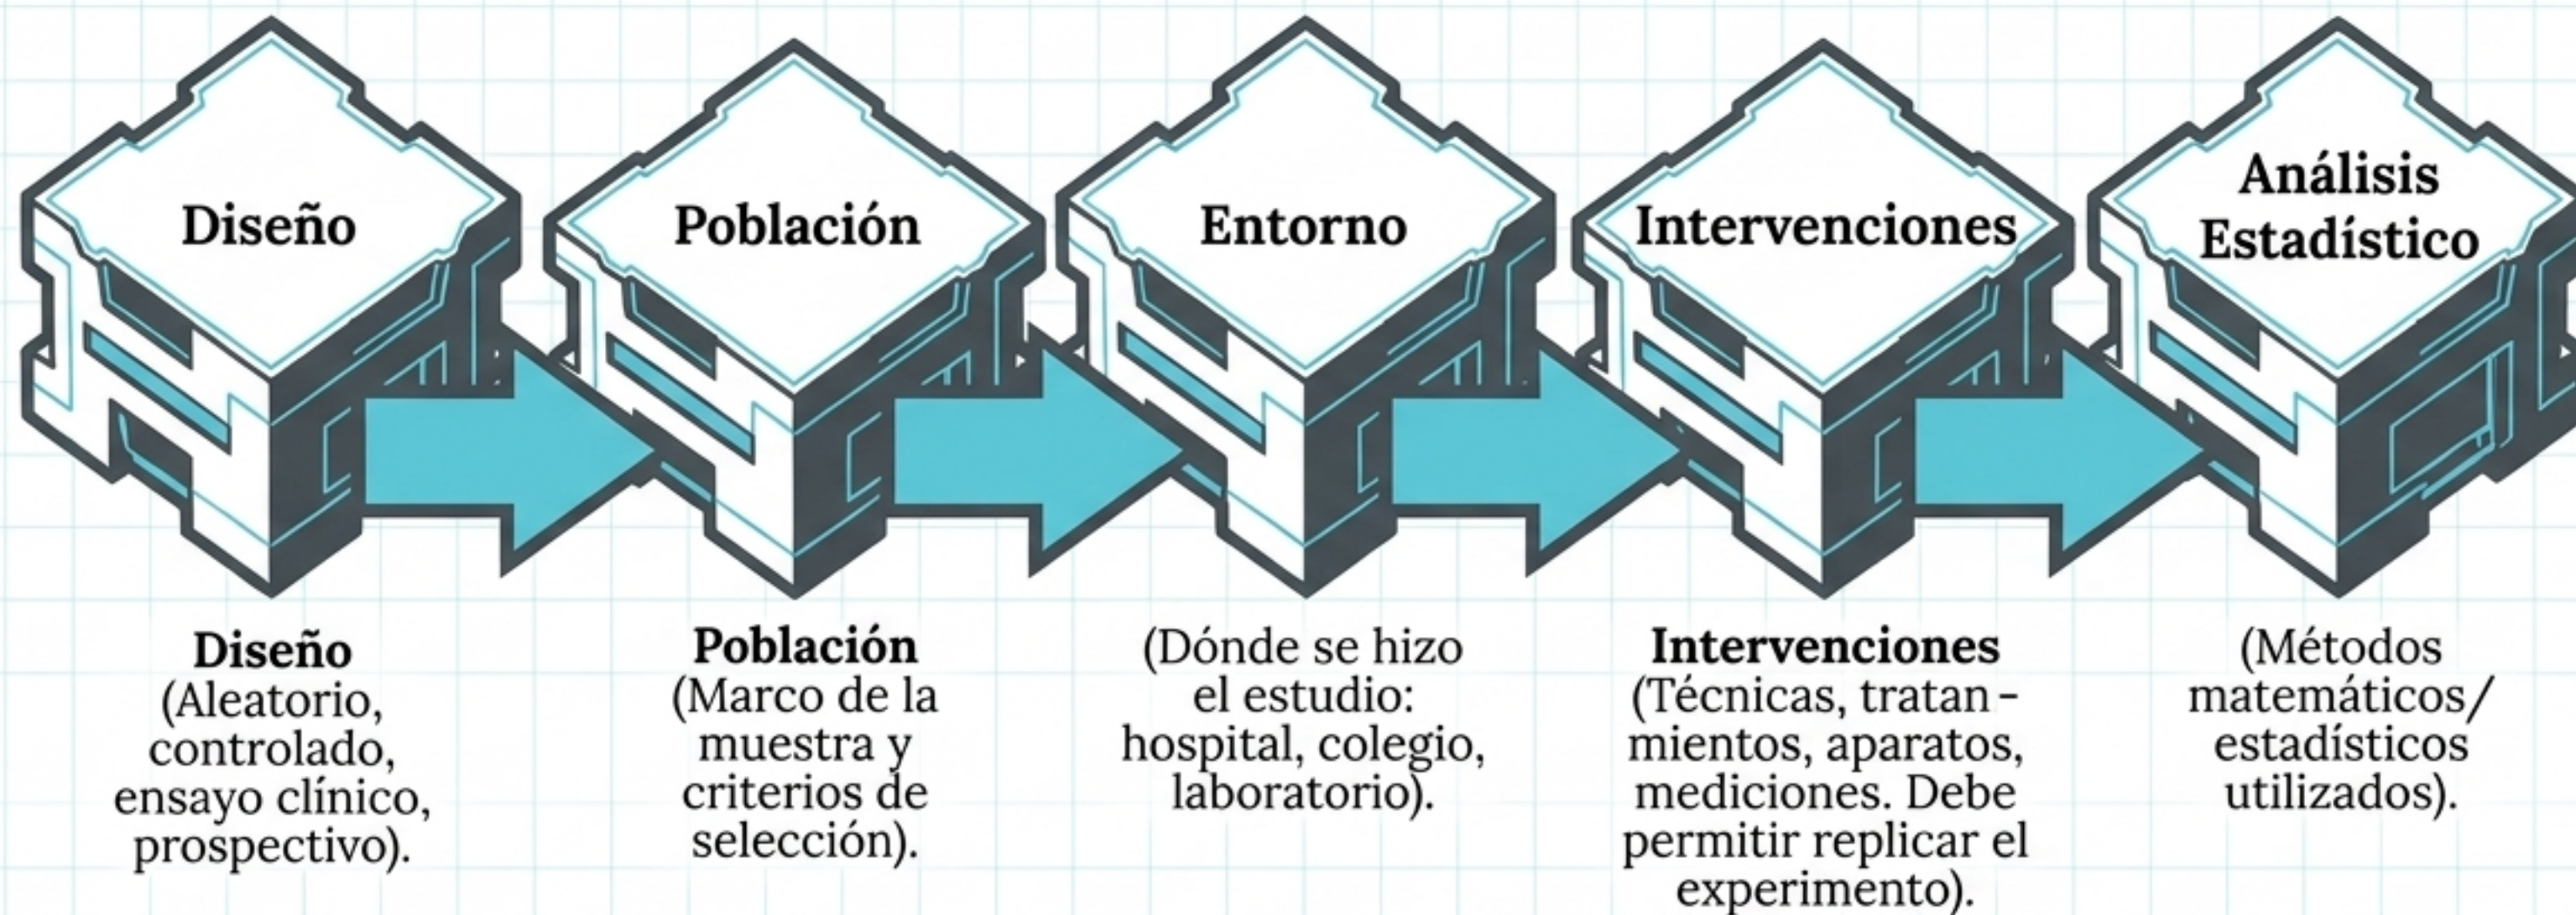 Diseño
Población
Entorno
Intervenciones
Análisis
Estadístico
Diseño
(Aleatorio,
controlado,
ensayo clínico,
prospectivo).
Población
(Marco de la
muestra y
criterios de
selección).
(Dónde se hizo
el estudio:
hospital, colegio,
laboratorio).
Intervenciones
(Técnicas, tratan-
mientos, aparatos,
mediciones. Debe
permitir replicar el
experimento).
(Métodos
matemáticos/
estadísticos
utilizados).